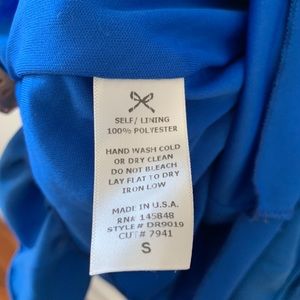 SELF/ LINING
100% POLYESTER
HAND WASH COLD
OR DRY CLEAN
DO NOT BLEACH
LAY FLAT TO DRY
IRON LOW
MADE IN U.S.A.
RN# 145848
STYLE# DR9019
CUT# 7941
S